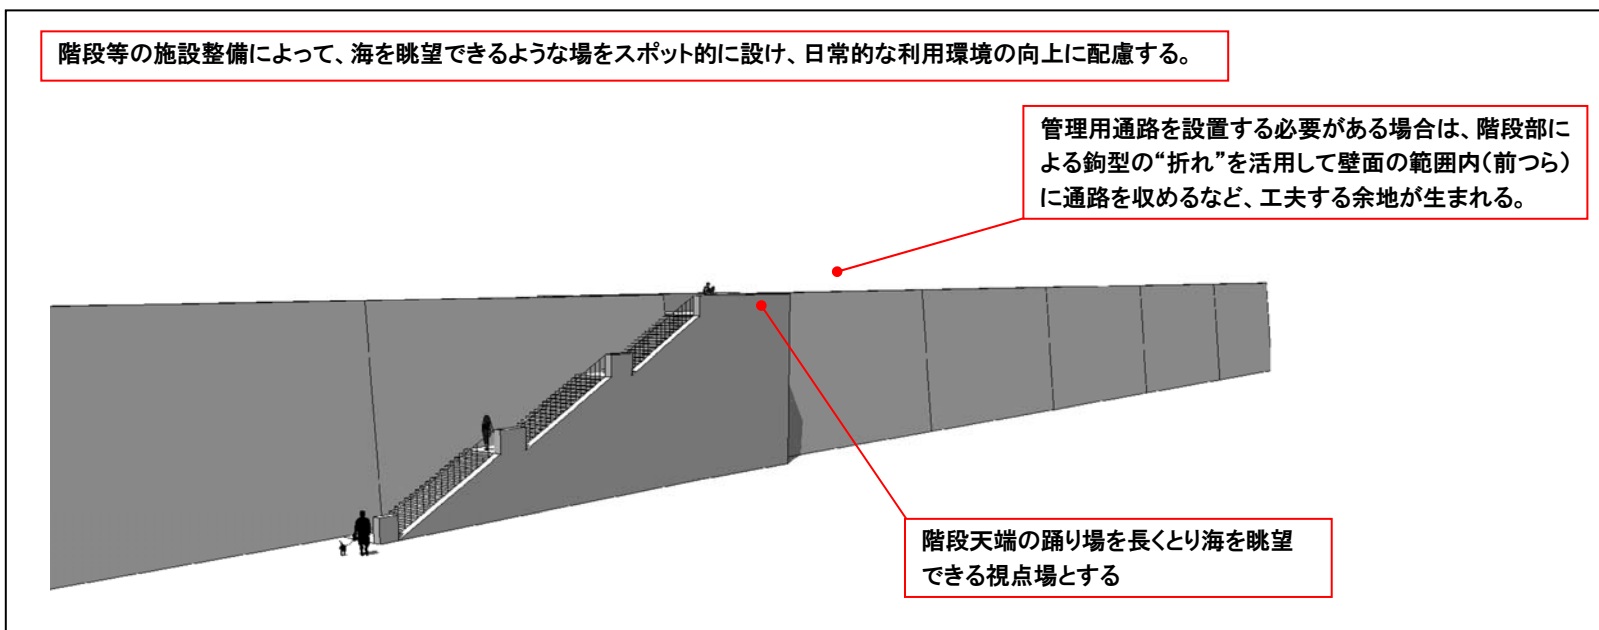 階段等の施設整備によって、海を眺望できるような場をスポット的に設け、日常的な利用環境の向上に配慮する。
管理用通路を設置する必要がある場合は、階段部に
よる鉤型の“折れ”を活用して壁面の範囲内(前つら)
に通路を収めるなど、工夫する余地が生まれる。
階段天端の踊り場を長くとり海を眺望
できる視点場とする